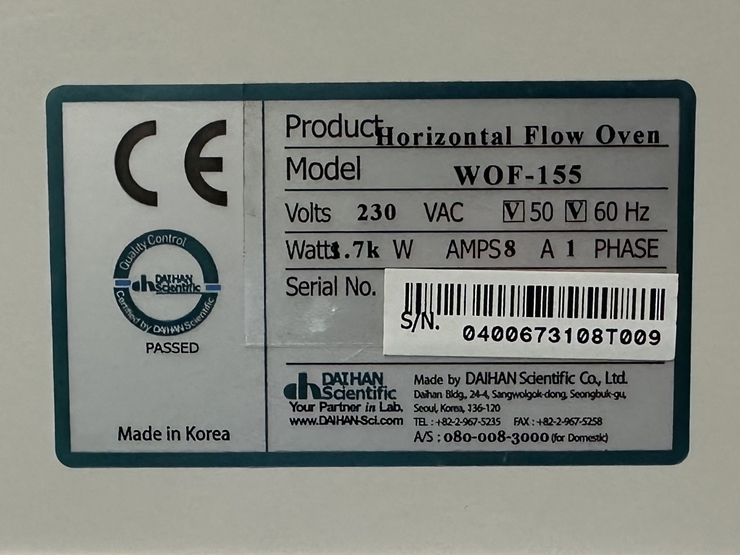 CE
Quality Control
DAIHAN
Scientific
Certified by DAIHAN Scientific
PASSED
Made in Korea
Product Horizontal Flow Oven
Model WOF-155
Volts 230 VAC V 50 V 60 Hz
Watts 1.7k W AMPS 8 A 1 PHASE
Serial No.
S/N. 0400673108T009
DAIHAN
Scientific
Your Partner in Lab.
www.DAIHAN-Sci.com
Made by DAIHAN Scientific Co., Ltd.
Daihan Bldg., 24-4, Sangwolgok-dong, Seongbuk-gu,
Seoul, Korea, 136-120
TEL : +82-2-967-5235 FAX : +82-2-967-5258
A/S : 080-008-3000 (for Domestic)